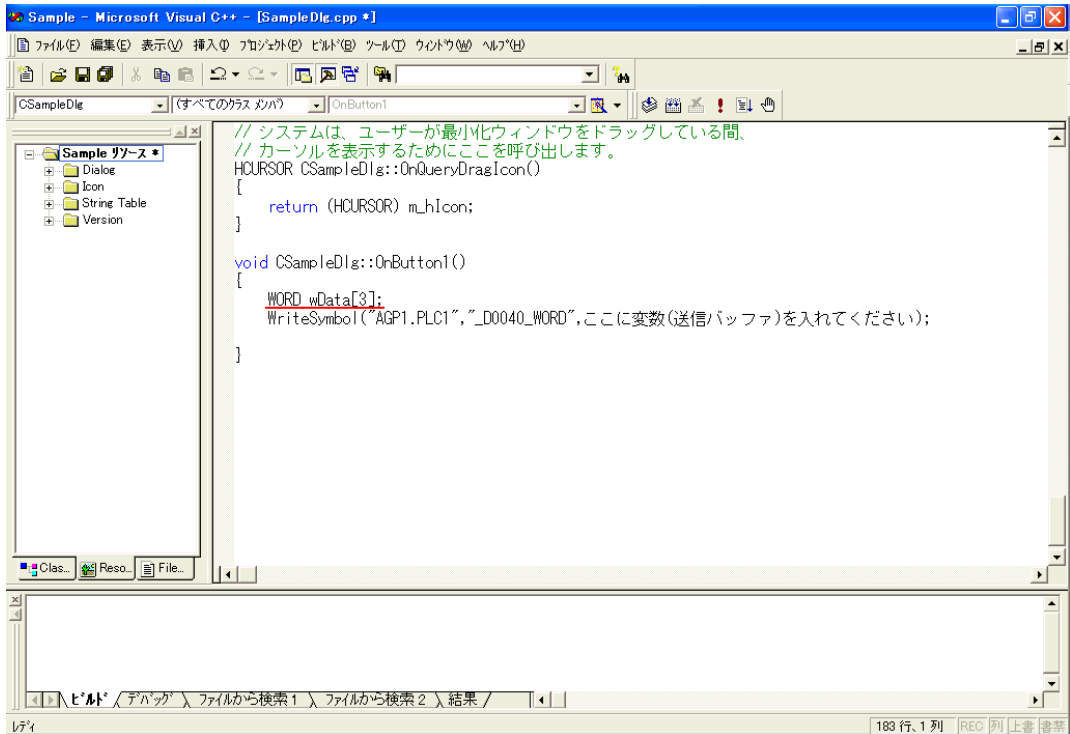 Sample - Microsoft Visual C++ - [SampleDlg.cpp *]
ﾌｧｲﾙ(F) 編集(E) 表示(V) 挿入(I) ﾌﾟﾛｼﾞｪｸﾄ(P) ﾋﾞﾙﾄﾞ(B) ﾂｰﾙ(T) ｳｨﾝﾄﾞｳ(W) ﾍﾙﾌﾟ(H)
CSampleDlg (すべてのｸﾗｽ ﾒﾝﾊﾞ) OnButton1
Sample ﾘｿｰｽ *
Dialog
Icon
String Table
Version
Clas... Reso... File...
// システムは、ユーザーが最小化ウィンドウをドラッグしている間、
// カーソルを表示するためにここを呼び出します。
HCURSOR CSampleDlg::OnQueryDragIcon()
{
return (HCURSOR) m_hIcon;
}
void CSampleDlg::OnButton1()
{
WORD wData[3];
WriteSymbol("AGP1.PLC1","_D0040_WORD",ここに変数(送信バッファ)を入れてください);
}
ﾋﾞﾙﾄﾞ ﾃﾞﾊﾞｯｸﾞ ﾌｧｲﾙから検索1 ﾌｧｲﾙから検索2 結果
ﾚﾃﾞｨ 183 行、1 列 REC 列 上書 書禁